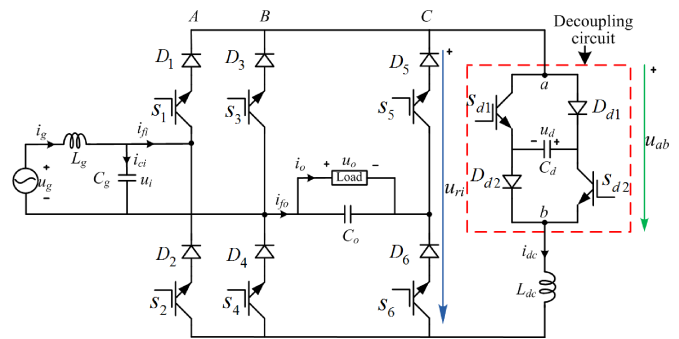 A B C
Decoupling
circuit
D1 D3 D5
S1 S3 S5
+
+
a
Sd1 Dd1
ud
- +
Cd
uab
ig ifi
Lg ici
+
ug
-
Cg ui
io + uo -
Load
uri
Dd2 Sd2
b
ifo
Co
D2 D4 D6
idc
Ldc
S2 S4 S6